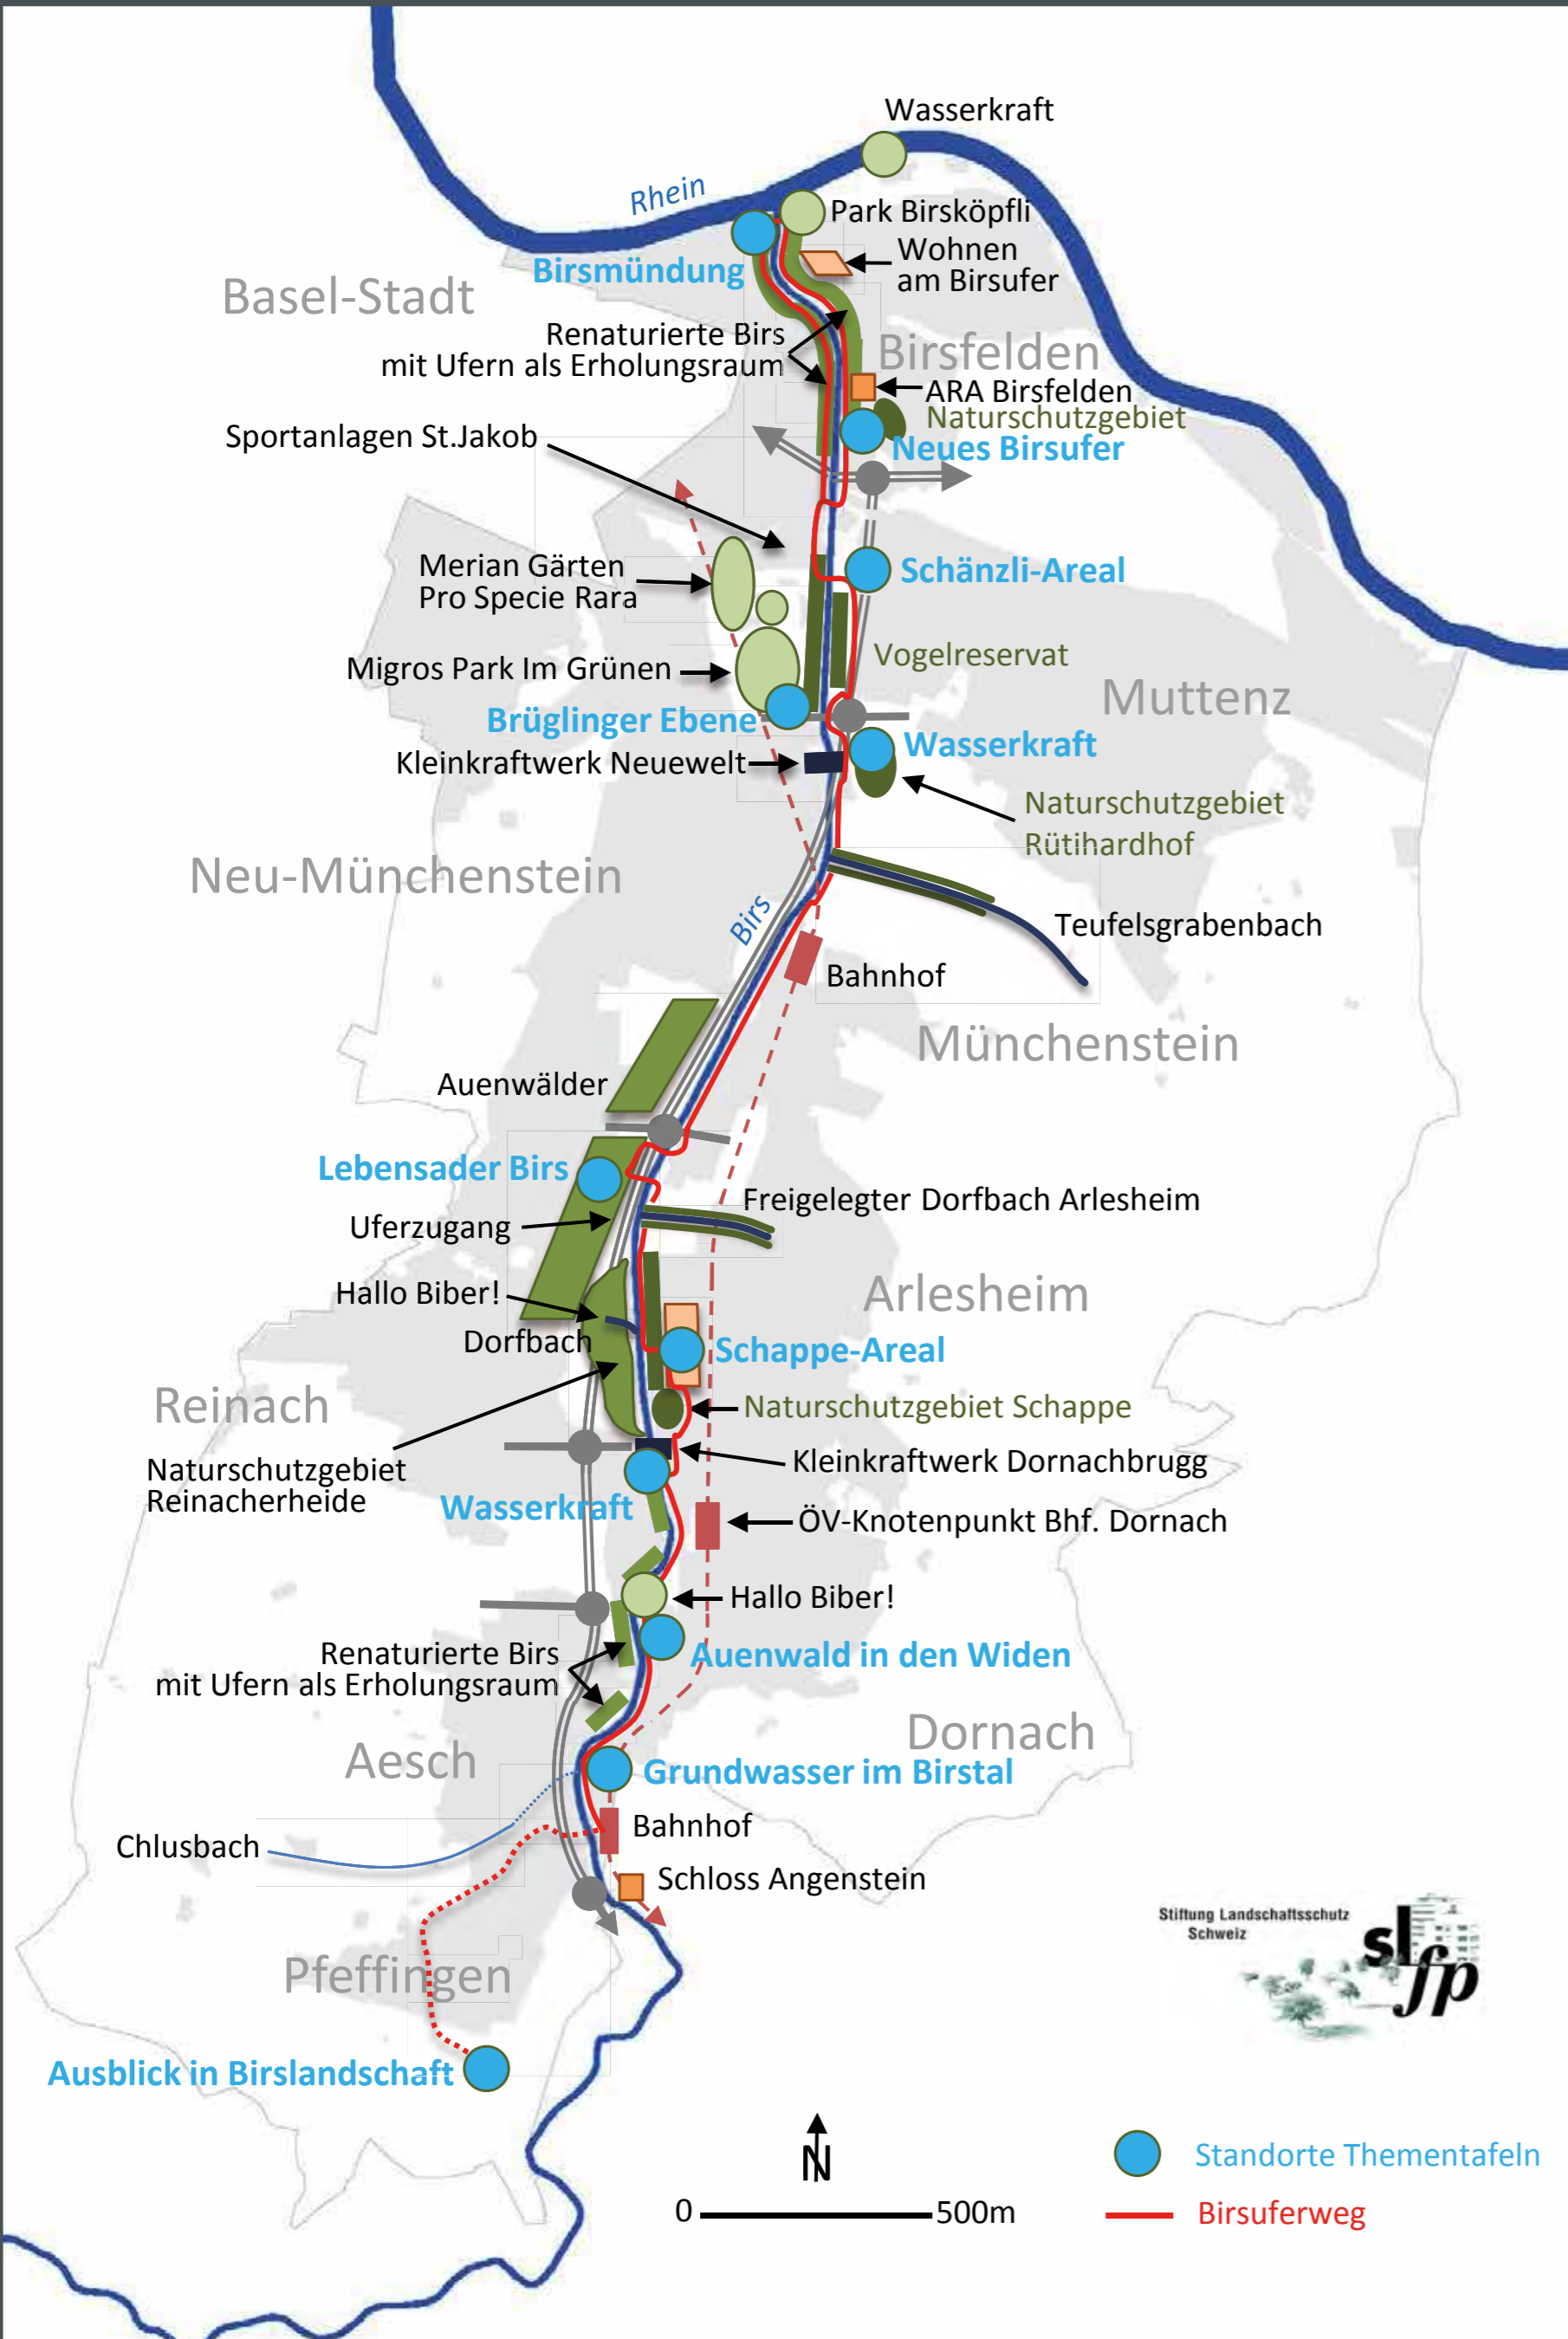 Wasserkraft
Rhein
Park Birsköpfli
Wohnen
am Birsufer
Birsmündung
Basel-Stadt
Renaturierte Birs
mit Ufern als Erholungsraum
Birsfelden
ARA Birsfelden
Naturschutzgebiet
Neues Birsufer
Sportanlagen St.Jakob
Merian Gärten
Pro Specie Rara
Schänzli-Areal
Migros Park Im Grünen
Vogelreservat
Muttenz
Brüglinger Ebene
Wasserkraft
Kleinkraftwerk Neuewelt
Naturschutzgebiet
Rütihardhof
Neu-Münchenstein
Birs
Teufelsgrabenbach
Bahnhof
Münchenstein
Auenwälder
Lebensader Birs
Freigelegter Dorfbach Arlesheim
Uferzugang
Hallo Biber!
Arlesheim
Dorfbach
Schappe-Areal
Reinach
Naturschutzgebiet Schappe
Kleinkraftwerk Dornachbrugg
Naturschutzgebiet
Reinacherheide
Wasserkraft
ÖV-Knotenpunkt Bhf. Dornach
Hallo Biber!
Renaturierte Birs
mit Ufern als Erholungsraum
Auenwald in den Widen
Dornach
Aesch
Grundwasser im Birstal
Bahnhof
Chlusbach
Schloss Angenstein
Stiftung Landschaftsschutz
Schweiz
sl
fp
Pfeffingen
Ausblick in Birslandschaft
N
Standorte Thementafeln
0 500m
Birsuferweg